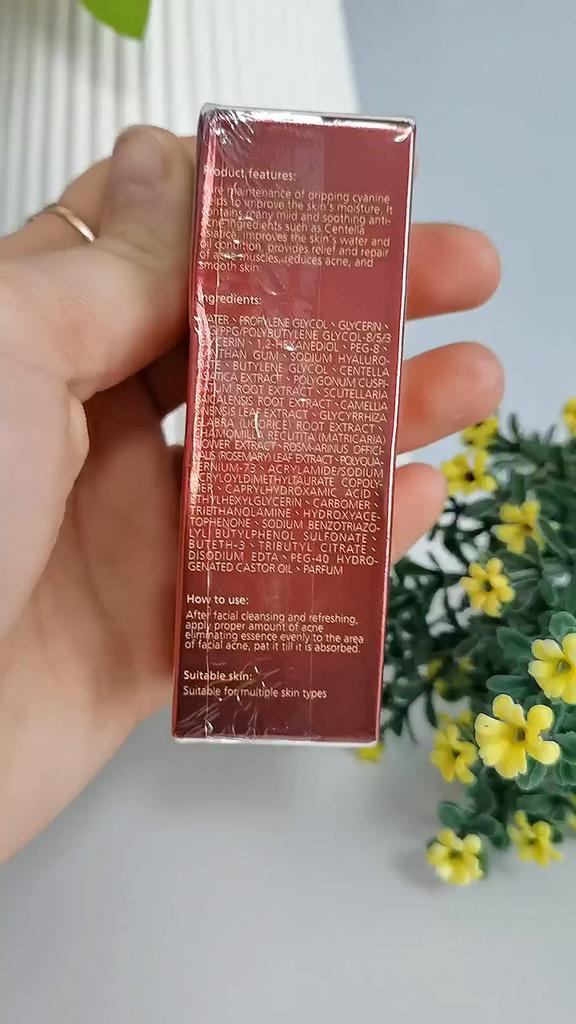 Product features:
maintenance of dripping cyanine
helps to improve the skin's moisture. It
contains many mild and soothing anti-
acne ingredients such as Centella
asiatica, improves the skin's water and
oil condition, provides relief and repair
of acne muscles, reduces acne, and
smooth skin.
Ingredients:
WATER、PROPYLENE GLYCOL、GLYCERIN、
PEG/PPG/POLYBUTYLENE GLYCOL-8/5/3
GLYCERIN、1,2-HEXANEDIOL、PEG-8、
XANTHAN GUM、SODIUM HYALURO-
、BUTYLENE GLYCOL、CENTELLA
ASIATICA EXTRACT、POLYGONUM CUSPI-
ROOT EXTRACT、SCUTELLARIA
BAICALENSIS ROOT EXTRACT、CAMELLIA
SINENSIS LEAF EXTRACT、GLYCYRRHIZA
GLABRA (LICORICE) ROOT EXTRACT、
CHAMOMILLA RECUTITA (MATRICARIA)
FLOWER EXTRACT、ROSMARINUS OFFICI-
(ROSEMARY) LEAF EXTRACT、POLYQUA-
TERNIUM-73、ACRYLAMIDE/SODIUM
ACRYLOYLDIMETHYLTAURATE COPOLY-
MER、CAPRYLHYDROXAMIC ACID、
ETHYLHEXYLGLYCERIN、CARBOMER、
TRIETHANOLAMINE、HYDROXYACE-
TOPHENONE、SODIUM BENZOTRIAZO-
LYL BUTYLPHENOL SULFONATE、
BUTETH-3、TRIBUTYL CITRATE、
DISODIUM EDTA、PEG-40 HYDRO-
GENATED CASTOR OIL、PARFUM
How to use:
After facial cleansing and refreshing,
apply proper amount of acne
eliminating essence evenly to the area
of facial acne, pat it till it is absorbed.
Suitable skin:
Suitable for multiple skin types